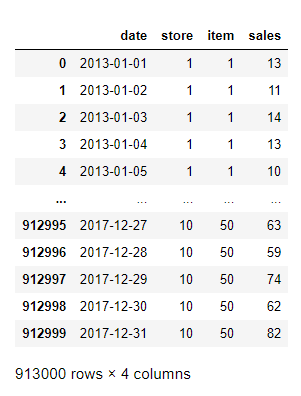 date store item sales
0 2013-01-01 1 1 13
1 2013-01-02 1 1 11
2 2013-01-03 1 1 14
3 2013-01-04 1 1 13
4 2013-01-05 1 1 10
... ... ... ... ...
912995 2017-12-27 10 50 63
912996 2017-12-28 10 50 59
912997 2017-12-29 10 50 74
912998 2017-12-30 10 50 62
912999 2017-12-31 10 50 82
913000 rows × 4 columns